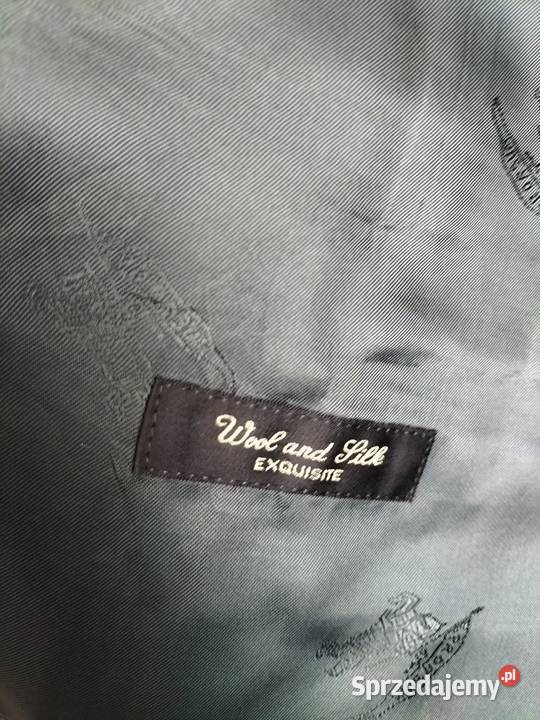 Wool and Silk
EXQUISITE
Sprzedajemy.pl